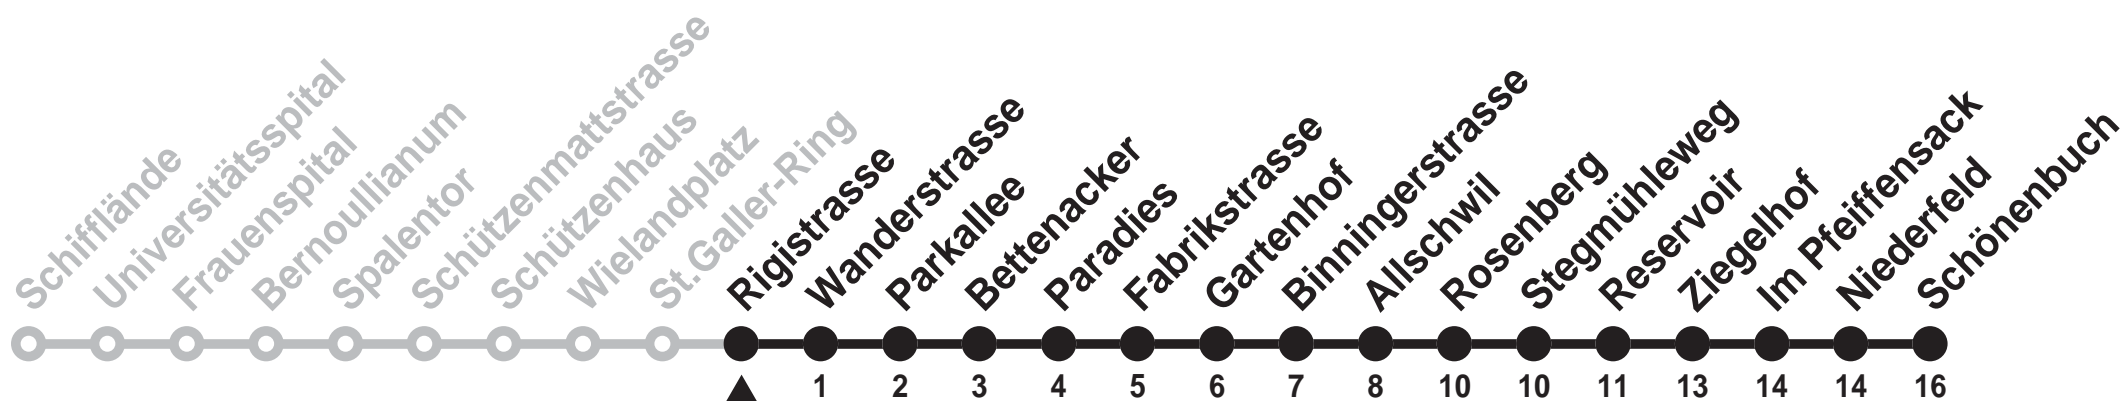 Schifflände
Universitätsspital
Frauenspital
Bernoullianum
Spalentor
Schützenmattstrasse
Schützenhaus
Wielandplatz
St.Galler-Ring
Rigistrasse
Wanderstrasse
Parkallee
Bettenacker
Paradies
Fabrikstrasse
Gartenhof
Binningerstrasse
Allschwil
Rosenberg
Stegmühleweg
Reservoir
Ziegelhof
Im Pfeiffensack
Niederfeld
Schönenbuch
1 2 3 4 5 6 7 8 10 10 11 13 14 14 16